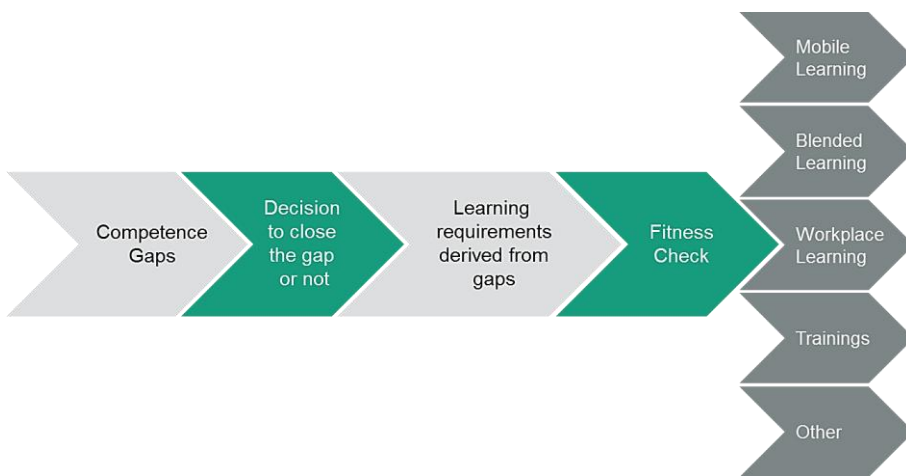 Competence
Gaps
Decision
to close
the gap
or not
Learning
requirements
derived from
gaps
Fitness
Check
Mobile
Learning
Blended
Learning
Workplace
Learning
Trainings
Other